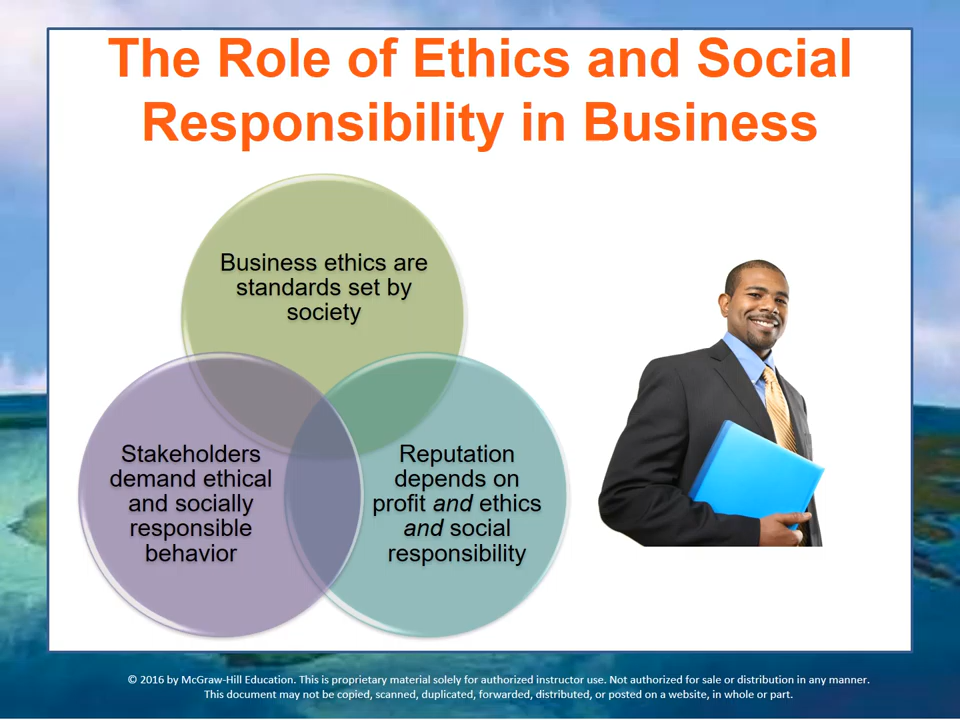 The Role of Ethics and Social
Responsibility in Business
Business ethics are
standards set by
society
Stakeholders
demand ethical
and socially
responsible
behavior
Reputation
depends on
profit and ethics
and social
responsibility
© 2016 by McGraw-Hill Education. This is proprietary material solely for authorized instructor use. Not authorized for sale or distribution in any manner.
This document may not be copied, scanned, duplicated, forwarded, distributed, or posted on a website, in whole or part.